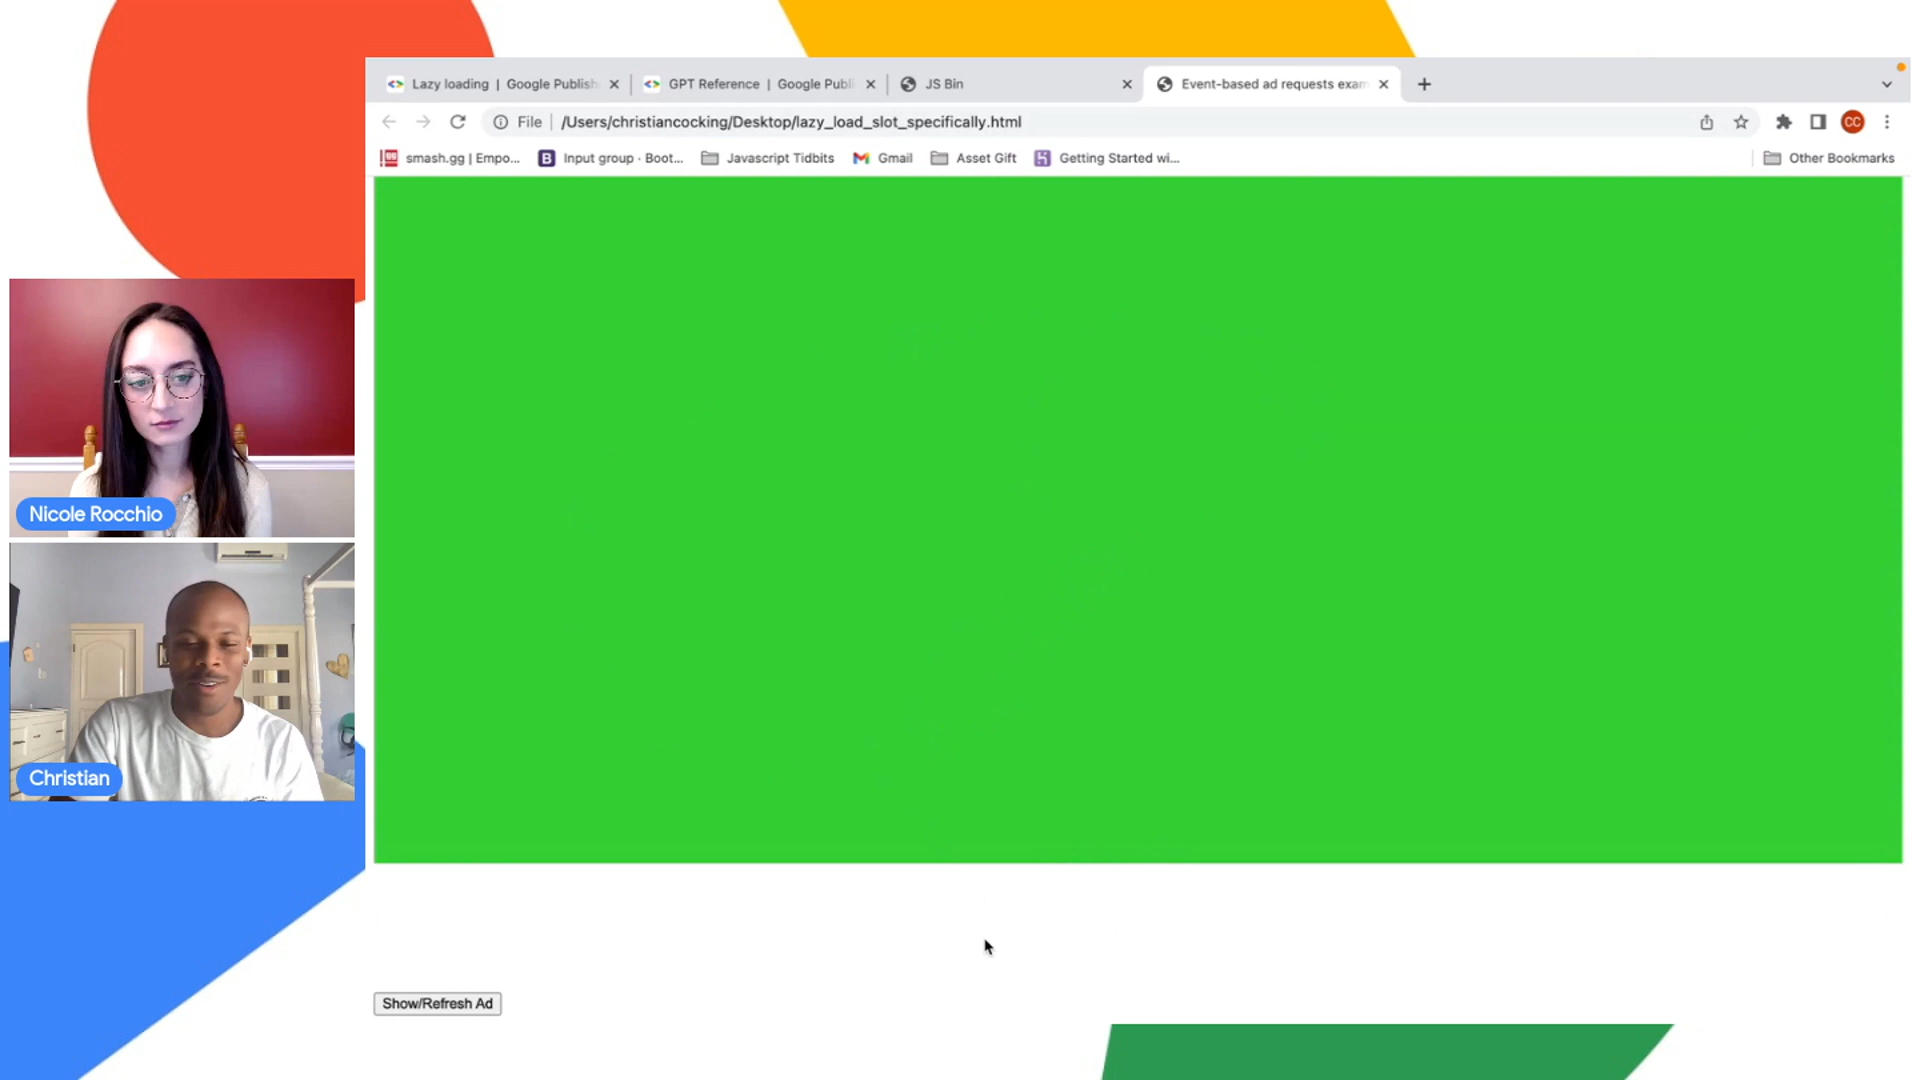 Lazy loading | Google Publish
GPT Reference | Google Publi
JS Bin
Event-based ad requests exam
File
/Users/christiancocking/Desktop/lazy_load_slot_specifically.html
CC
smash.gg | Empo...
B
Input group · Boot...
Javascript Tidbits
Gmail
Asset Gift
Getting Started wi...
Other Bookmarks
Nicole Rocchio
Christian
Show/Refresh Ad